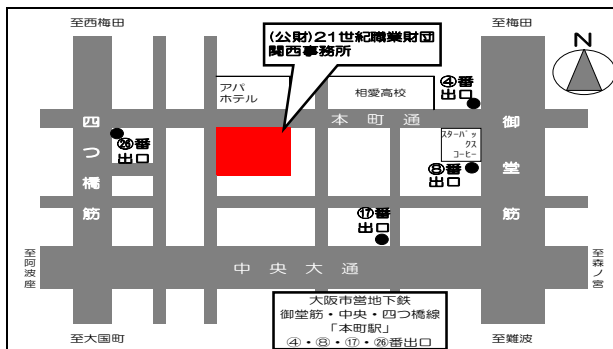 至西梅田
至梅田
(公財)21世紀職業財団
関西事務所
N
アパ
ホテル
相愛高校
④番
出口
本町通
四つ橋筋
御堂筋
㉖番
出口
スターバッ
クス
コーヒー
⑧番
出口
⑰番
出口
至阿波座
中央大通
至森ノ宮
大阪市営地下鉄
御堂筋・中央・四つ橋線
「本町駅」
④・⑧・⑰・㉖番出口
至大国町
至難波